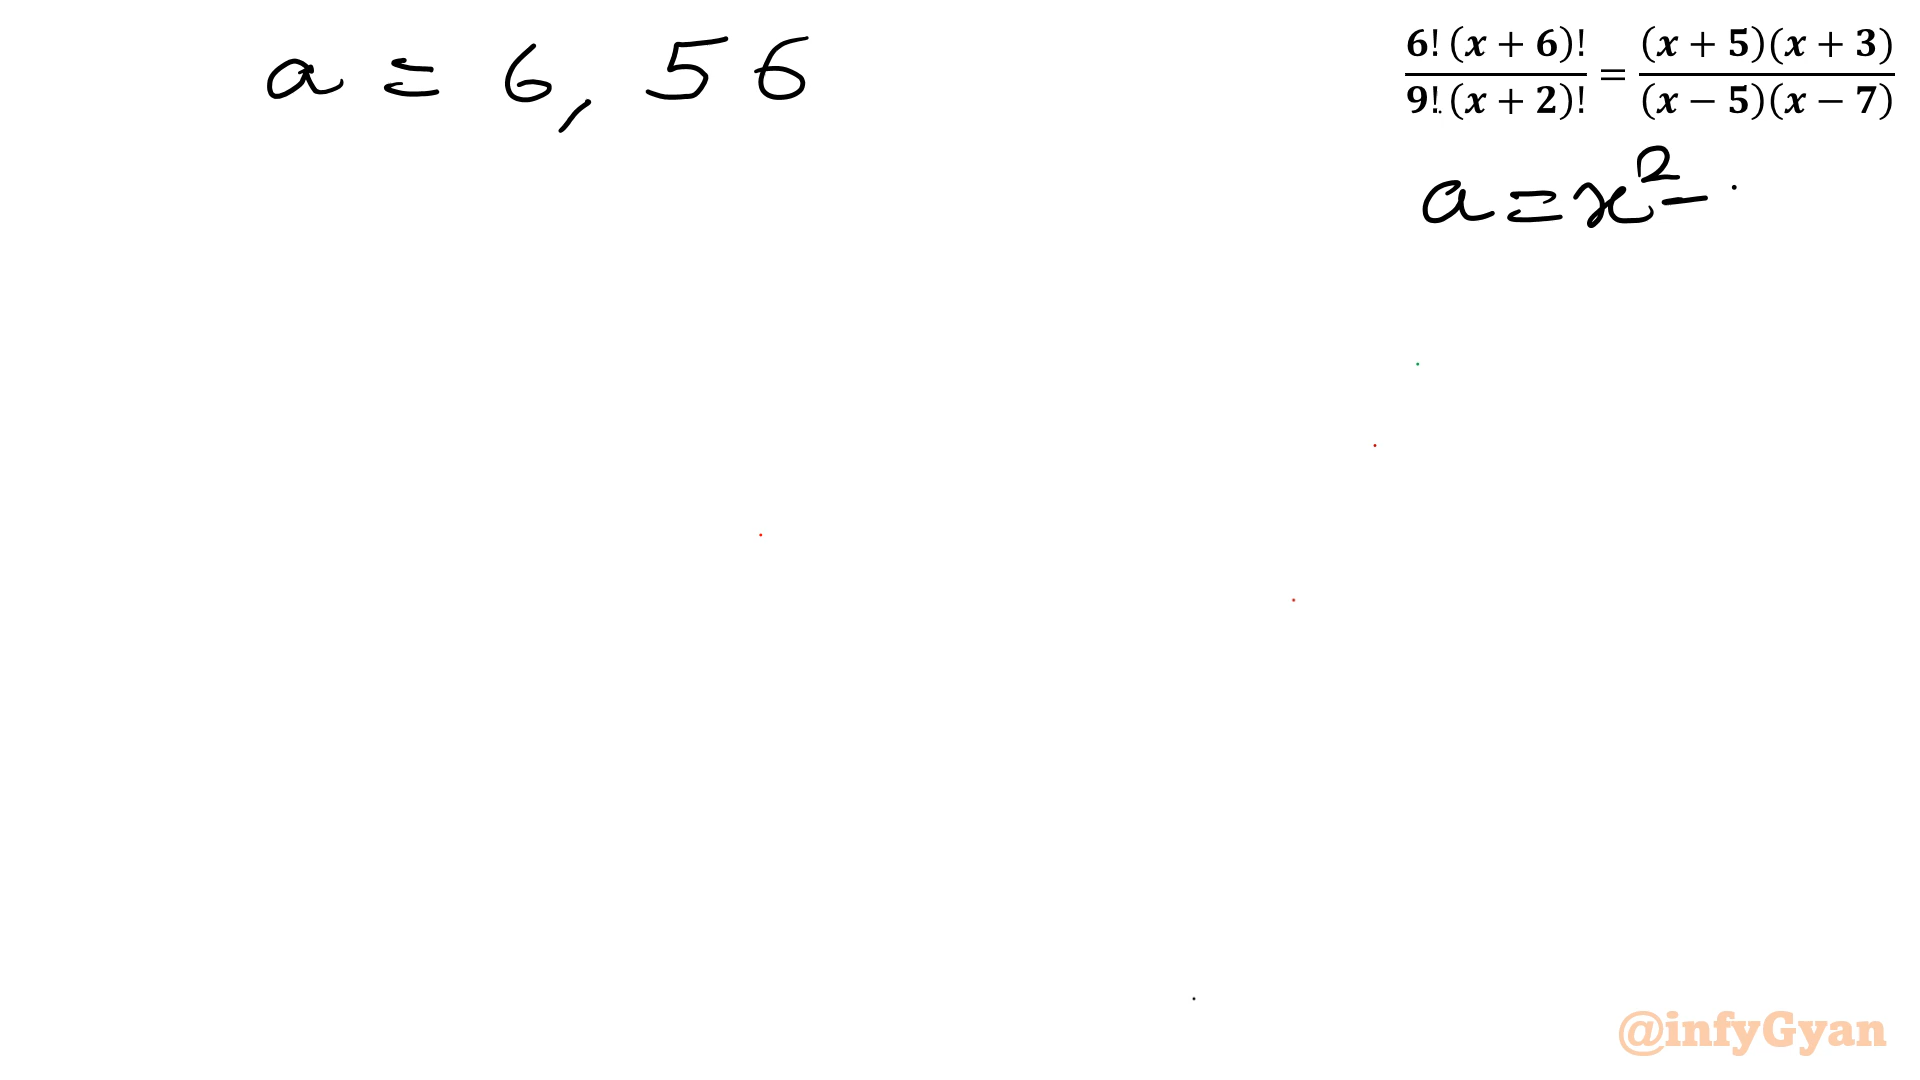 a = 6, 56
6! (x + 6)! / 9! (x + 2)! = (x + 5)(x + 3) / (x − 5)(x − 7)
a = x² −
@infyGyan